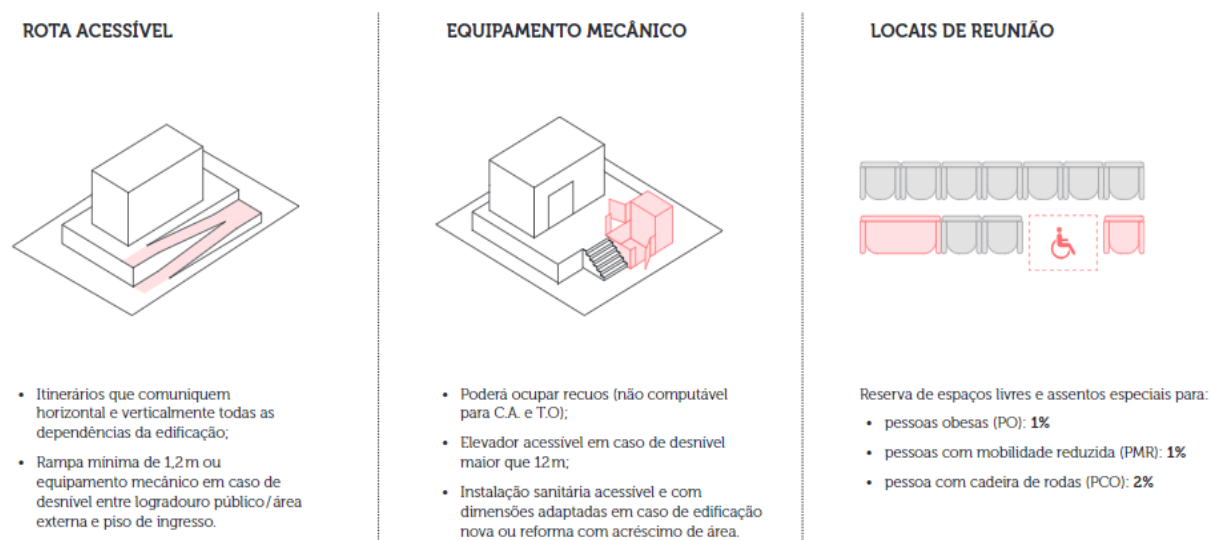 ROTA ACESSÍVEL
• Itinerários que comuniquem
horizontal e verticalmente todas as
dependências da edificação;
• Rampa mínima de 1,2 m ou
equipamento mecânico em caso de
desnível entre logradouro público/área
externa e piso de ingresso.
EQUIPAMENTO MECÂNICO
• Poderá ocupar recuos (não computável
para C.A. e T.O);
• Elevador acessível em caso de desnível
maior que 12 m;
• Instalação sanitária acessível e com
dimensões adaptadas em caso de edificação
nova ou reforma com acréscimo de área.
LOCAIS DE REUNIÃO
Reserva de espaços livres e assentos especiais para:
• pessoas obesas (PO): 1%
• pessoas com mobilidade reduzida (PMR): 1%
• pessoa com cadeira de rodas (PCO): 2%